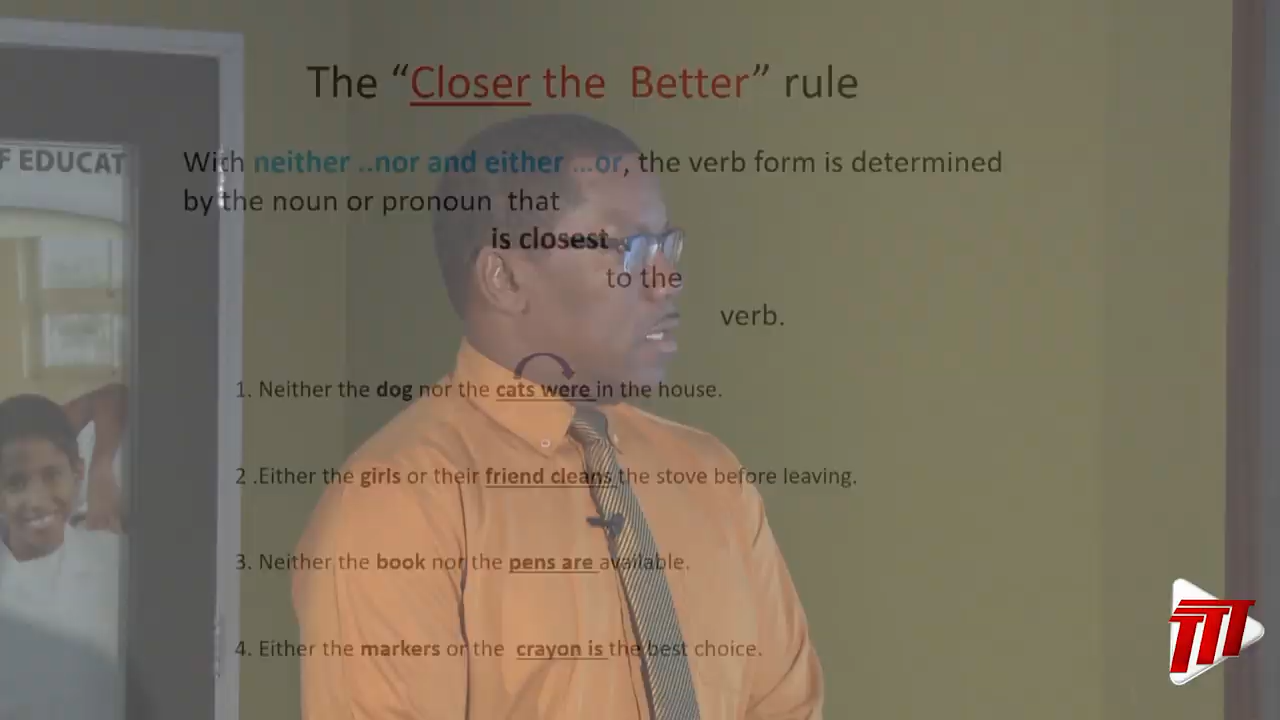 The “Closer the Better” rule
F EDUCAT
With neither ..nor and either ...or, the verb form is determined
by the noun or pronoun that
is closest
to the
verb.
1. Neither the dog nor the cats were in the house.
2 .Either the girls or their friend cleans the stove before leaving.
3. Neither the book nor the pens are available.
4. Either the markers or the crayon is the best choice.
TTT